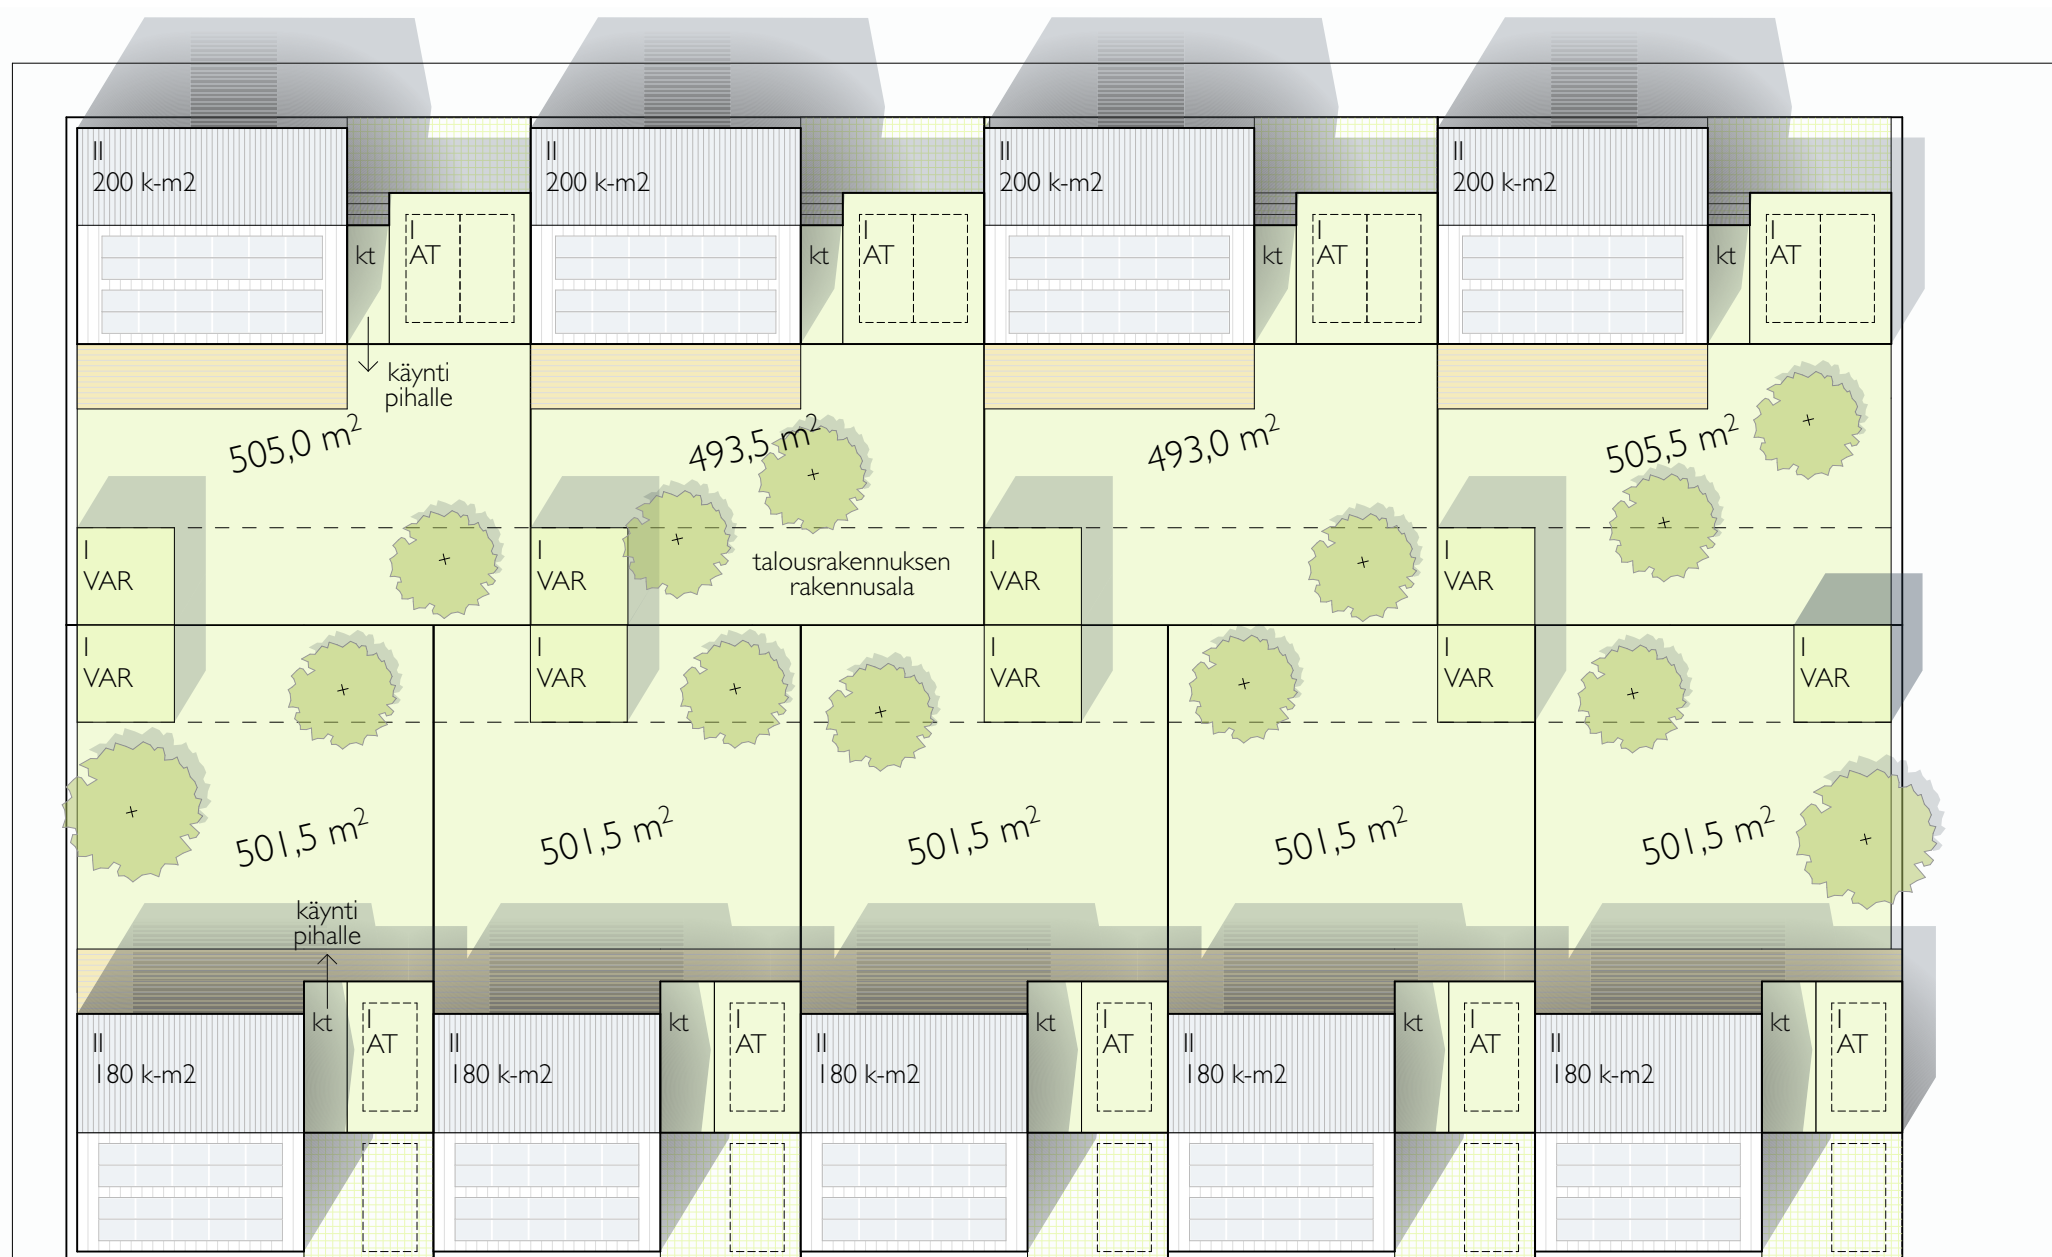 II
200 k-m2
II
200 k-m2
II
200 k-m2
II
200 k-m2
kt
I
AT
kt
I
AT
kt
I
AT
kt
I
AT
käynti
pihalle
505,0 m²
493,5 m²
493,0 m²
505,5 m²
I
VAR
I
VAR
talousrakennuksen
rakennusala
I
VAR
I
VAR
I
VAR
I
VAR
I
VAR
I
VAR
I
VAR
501,5 m²
501,5 m²
501,5 m²
501,5 m²
501,5 m²
käynti
pihalle
II
180 k-m2
kt
I
AT
II
180 k-m2
kt
I
AT
II
180 k-m2
kt
I
AT
II
180 k-m2
kt
I
AT
II
180 k-m2
kt
I
AT